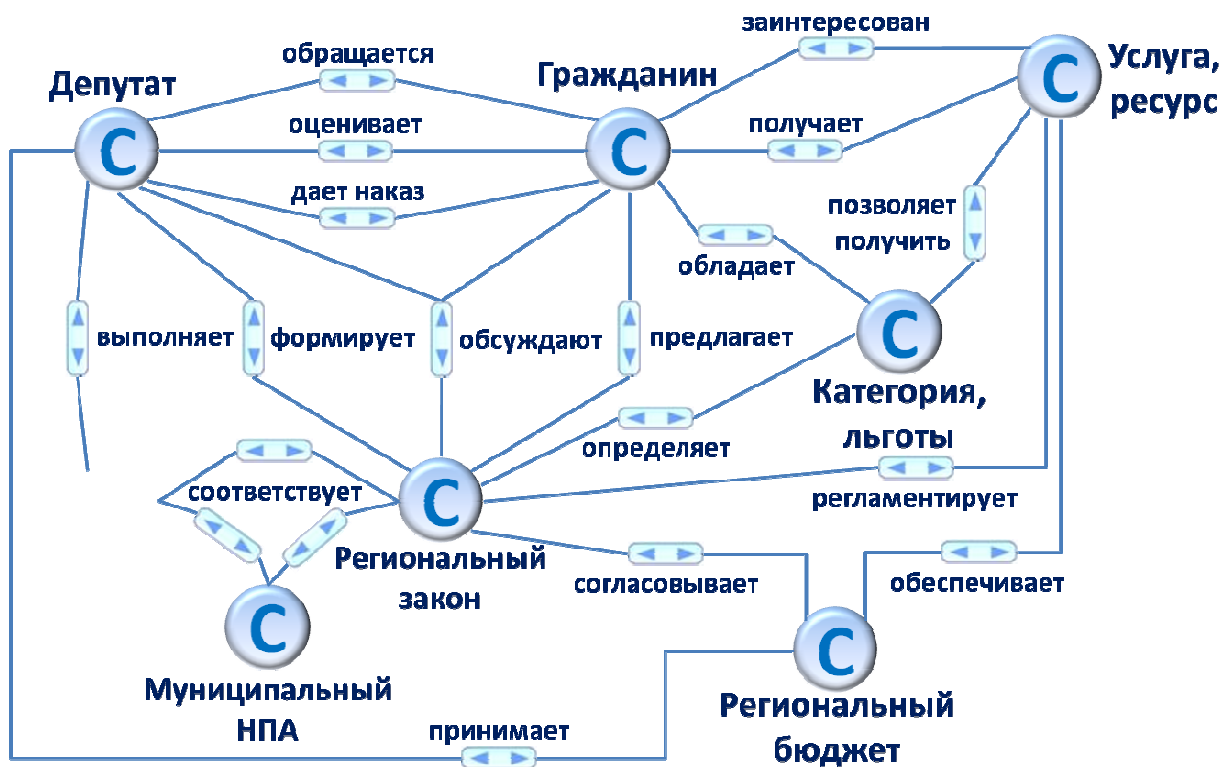 заинтересован
обращается
Гражданин
Услуга,
ресурс
Депутат
С
С
С
оценивает
получает
дает наказ
позволяет
получить
обладает
выполняет
формирует
обсуждают
предлагает
С
Категория,
льготы
определяет
соответствует
С
регламентирует
Региональный
закон
согласовывает
обеспечивает
С
С
Муниципальный
НПА
Региональный
бюджет
принимает